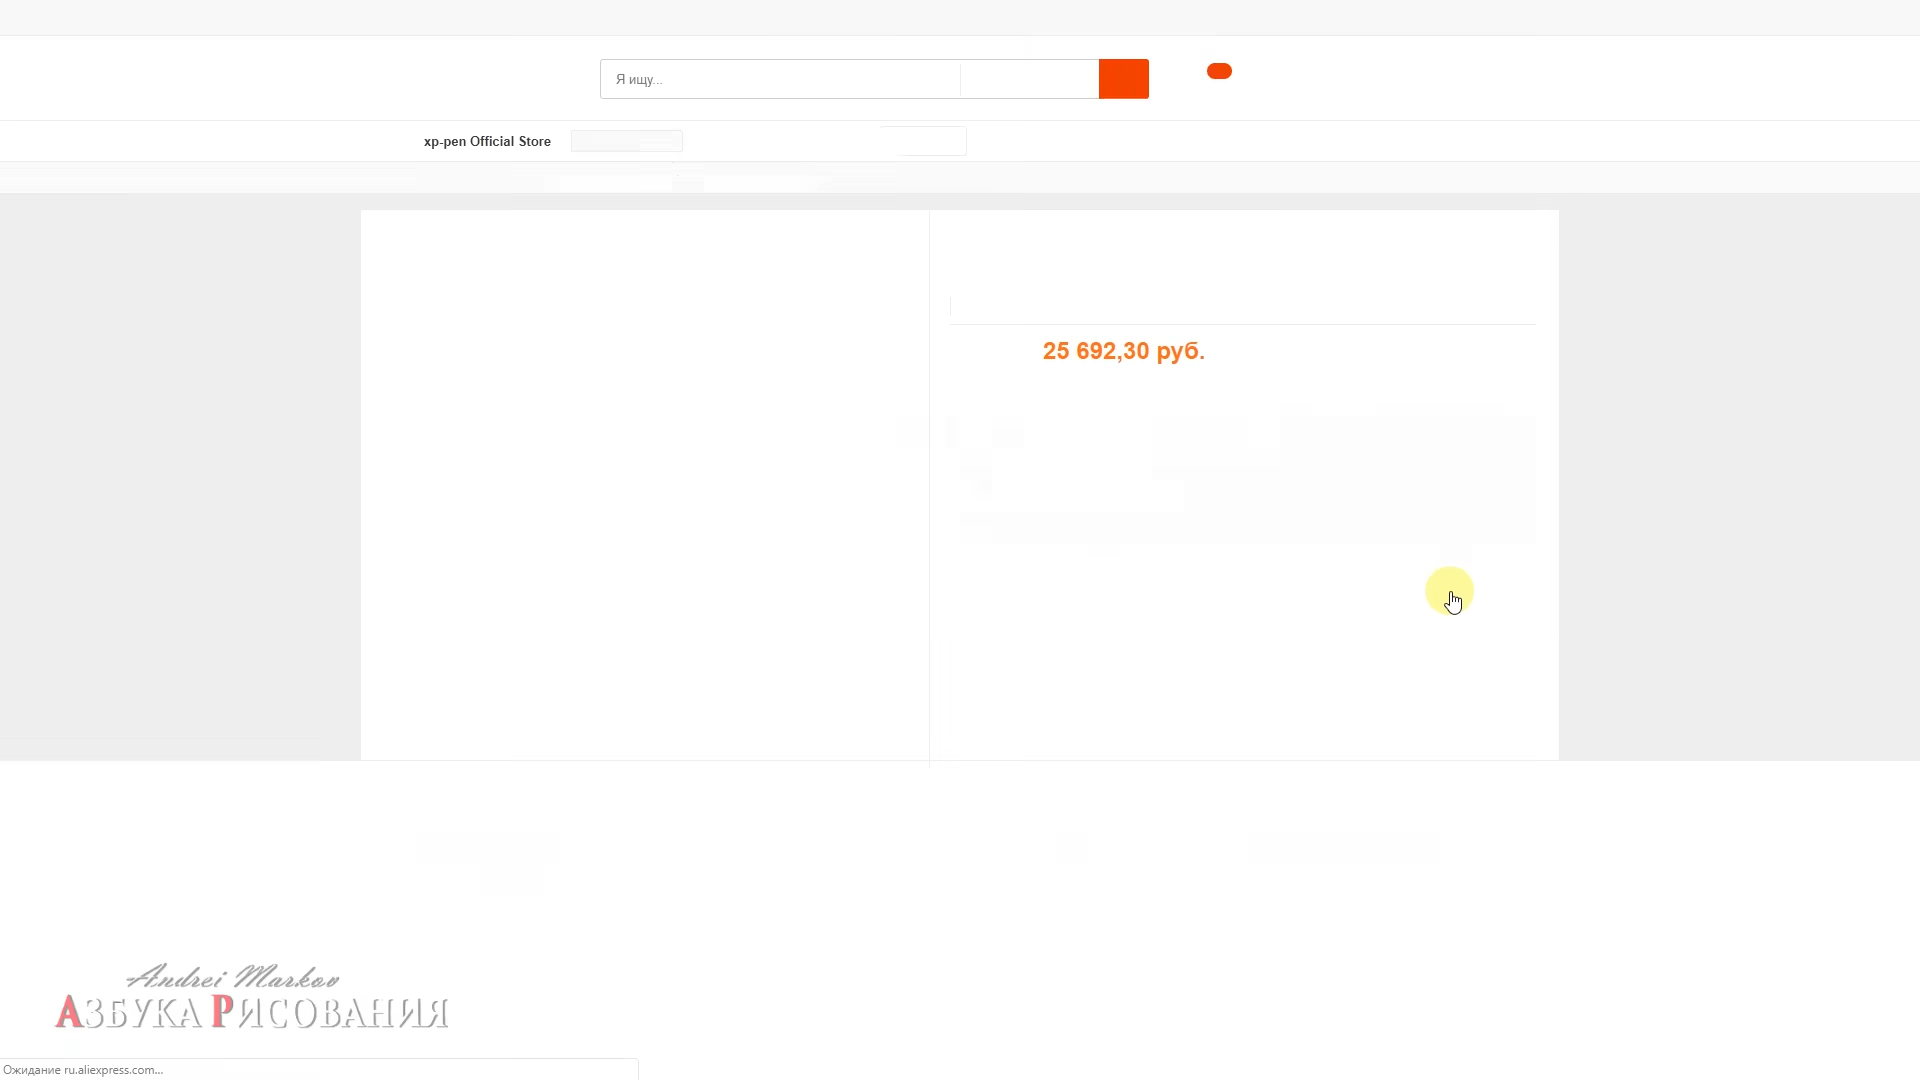 Я ищу...
xp-pen Official Store
25 692,30 руб.
Andrei Markov
Азбука Рисования
Ожидание ru.aliexpress.com...